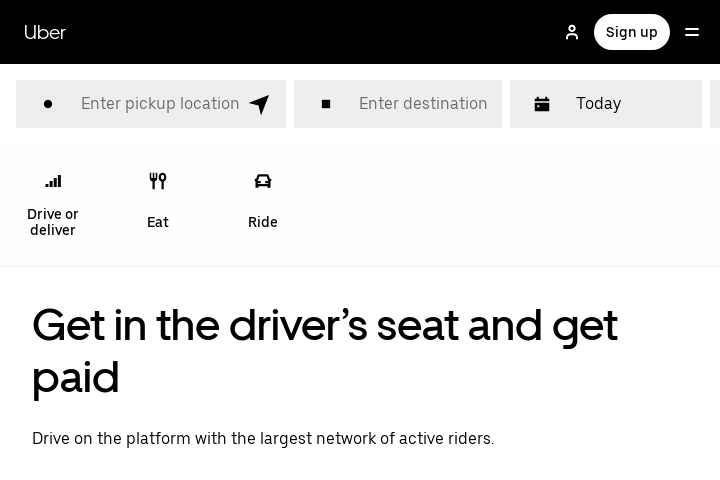 Uber
Sign up
Enter pickup location
Enter destination
Today
Drive or
deliver
Eat
Ride
Get in the driver’s seat and get
paid
Drive on the platform with the largest network of active riders.